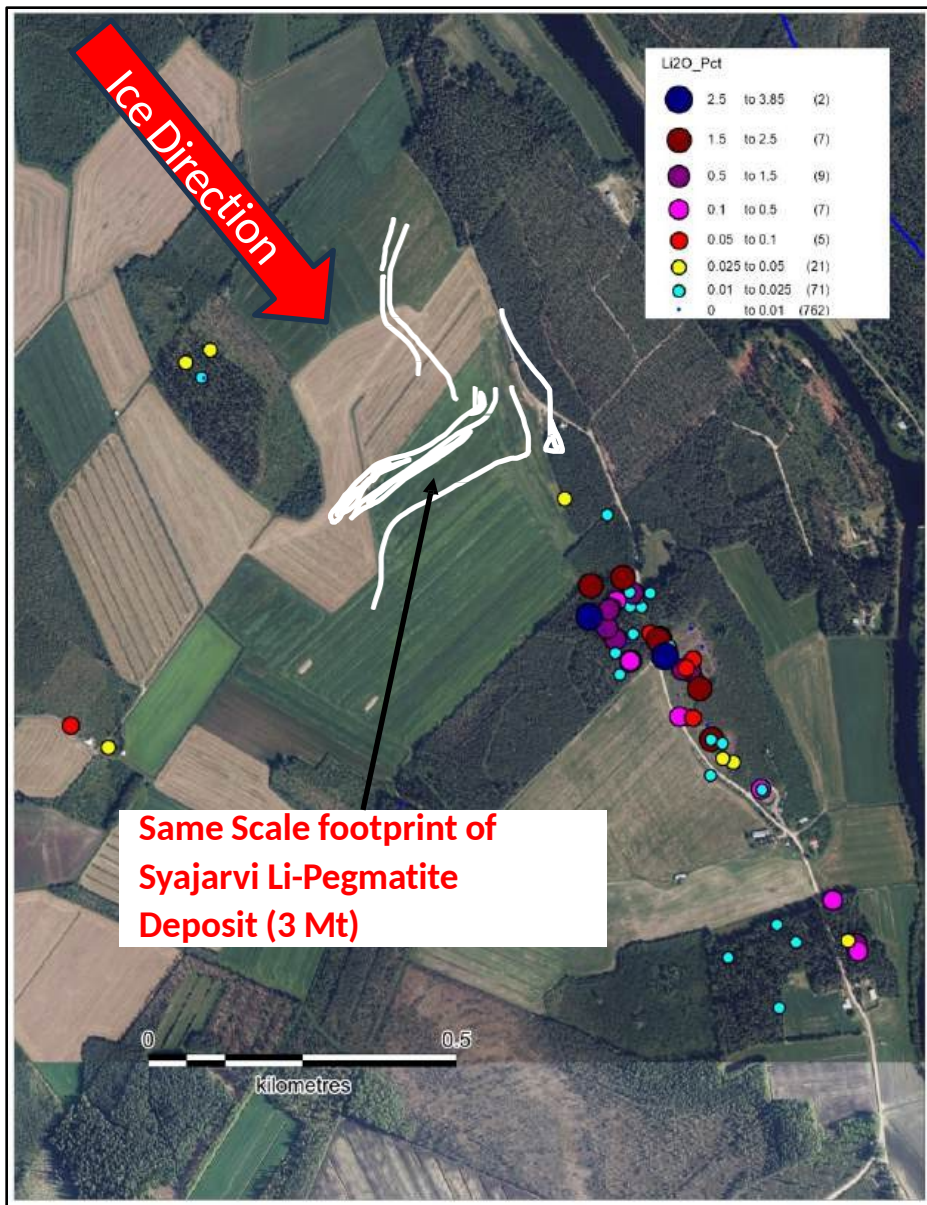 Ice Direction
Li2O_Pct
2.5 to 3.85 (2)
1.5 to 2.5 (7)
0.5 to 1.5 (9)
0.1 to 0.5 (7)
0.05 to 0.1 (5)
0.025 to 0.05 (21)
0.01 to 0.025 (71)
0 to 0.01 (762)
Same Scale footprint of
Syajarvi Li-Pegmatite
Deposit (3 Mt)
0 0.5
kilometres